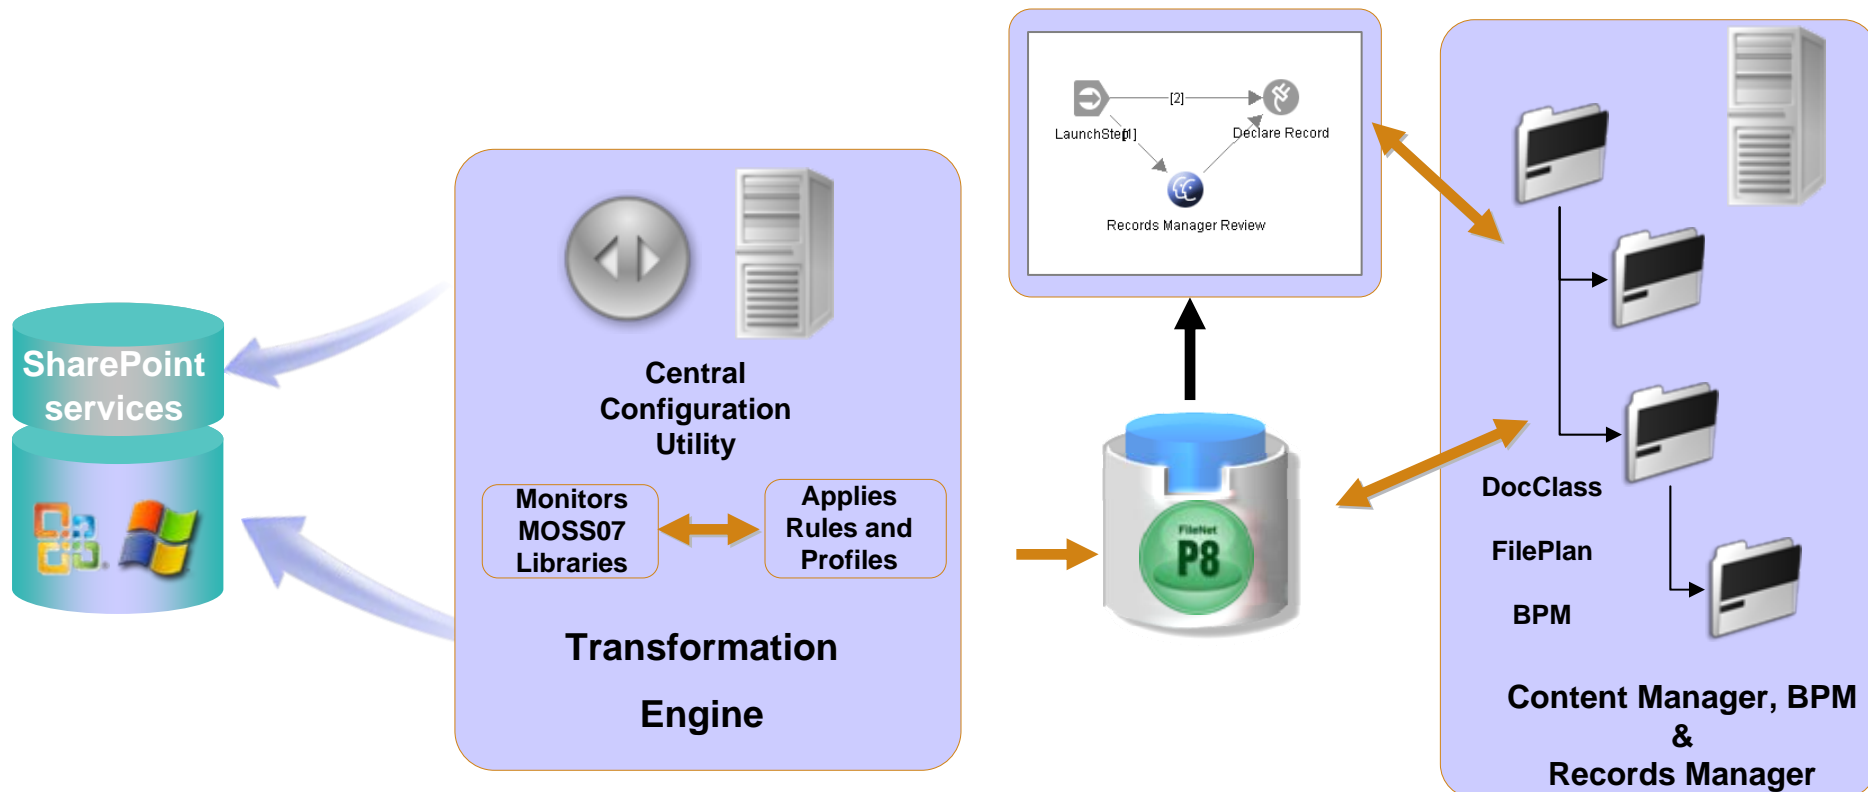 SharePoint
services
Central
Configuration
Utility
Monitors
MOSS07
Libraries
Applies
Rules and
Profiles
Transformation
Engine
[2]
LaunchStep
[1]
Declare Record
Records Manager Review
FileNet
P8
DocClass
FilePlan
BPM
Content Manager, BPM
&
Records Manager